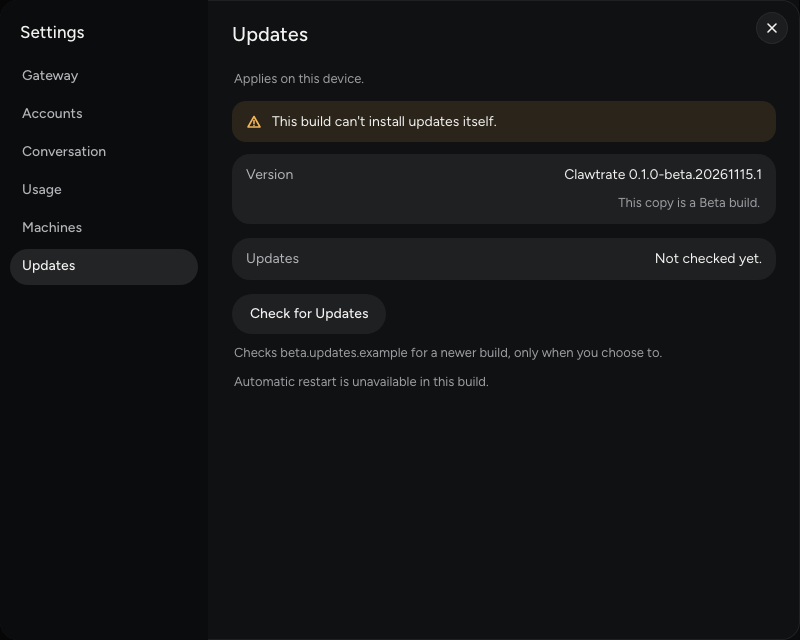 Settings
Gateway
Accounts
Conversation
Usage
Machines
Updates
Updates
Applies on this device.
This build can't install updates itself.
Version
Clawtrate 0.1.0-beta.20261115.1
This copy is a Beta build.
Updates
Not checked yet.
Check for Updates
Checks beta.updates.example for a newer build, only when you choose to.
Automatic restart is unavailable in this build.